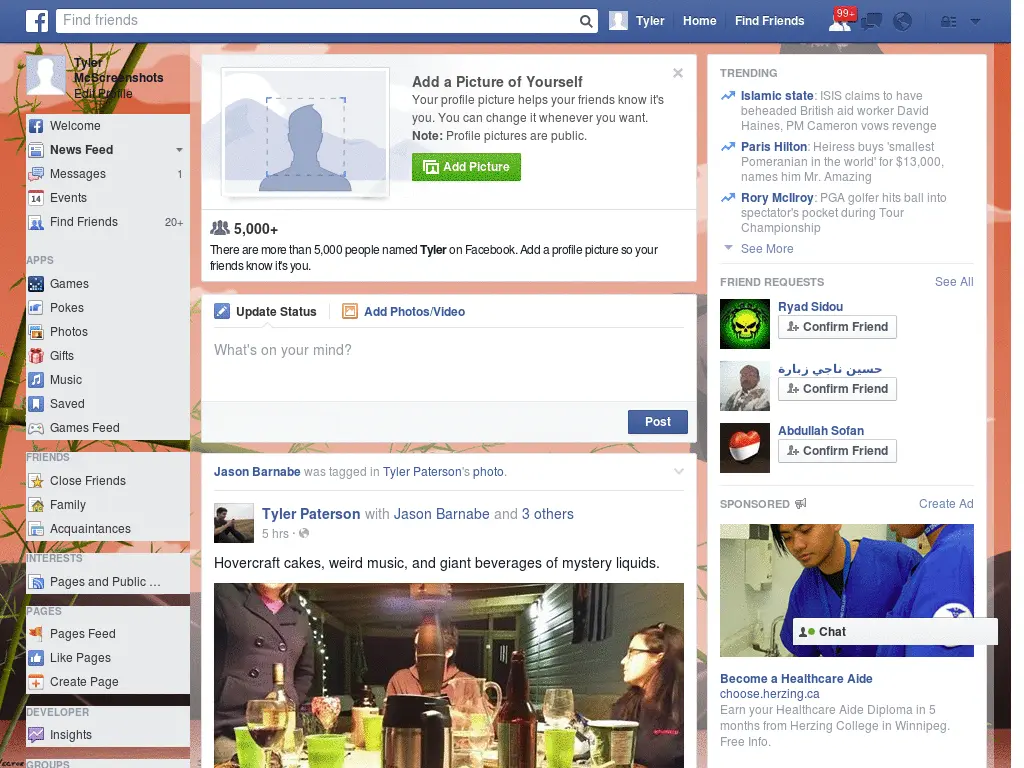 Find friends
Tyler
Home
Find Friends
99+
Tyler
McScreenshots
Edit Profile
Welcome
News Feed
Messages
1
14
Events
Find Friends
20+
APPS
Games
Pokes
Photos
Gifts
Music
Saved
Games Feed
FRIENDS
Close Friends
Family
Acquaintances
INTERESTS
Pages and Public ...
PAGES
Pages Feed
Like Pages
Create Page
DEVELOPER
Insights
GROUPS
Add a Picture of Yourself
Your profile picture helps your friends know it's
you. You can change it whenever you want.
Note: Profile pictures are public.
Add Picture
5,000+
There are more than 5,000 people named Tyler on Facebook. Add a profile picture so your
friends know it's you.
Update Status
Add Photos/Video
What's on your mind?
Post
Jason Barnabe was tagged in Tyler Paterson's photo.
Tyler Paterson with Jason Barnabe and 3 others
5 hrs ·
Hovercraft cakes, weird music, and giant beverages of mystery liquids.
TRENDING
Islamic state: ISIS claims to have
beheaded British aid worker David
Haines, PM Cameron vows revenge
Paris Hilton: Heiress buys 'smallest
Pomeranian in the world' for $13,000,
names him Mr. Amazing
Rory McIlroy: PGA golfer hits ball into
spectator's pocket during Tour
Championship
See More
FRIEND REQUESTS
See All
Ryad Sidou
Confirm Friend
حسين ناجي زبارة
Confirm Friend
Abdullah Sofan
Confirm Friend
SPONSORED
Create Ad
Chat
Become a Healthcare Aide
choose.herzing.ca
Earn your Healthcare Aide Diploma in 5
months from Herzing College in Winnipeg.
Free Info.